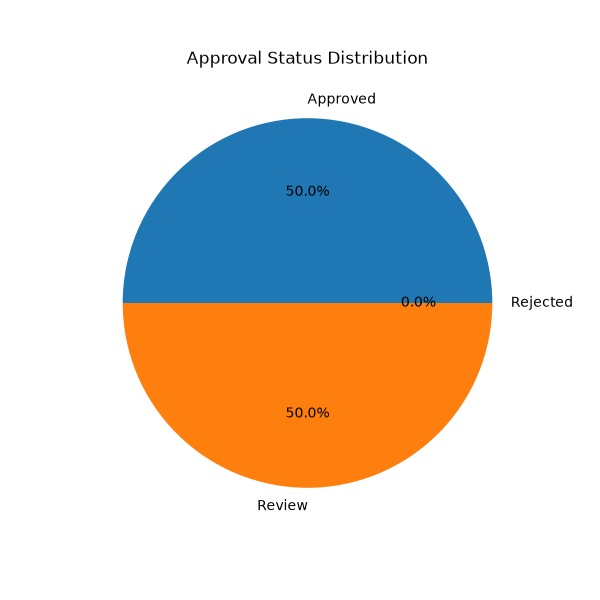 Approval Status Distribution
Approved
50.0%
0.0%
Rejected
50.0%
Review